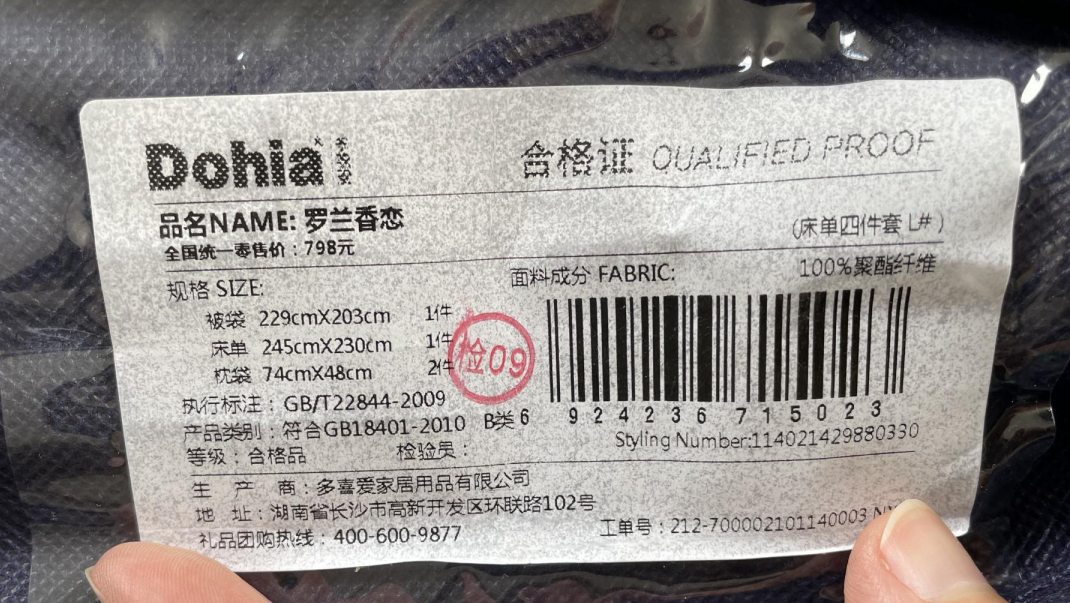 Dohia
合格证 QUALIFIED PROOF
品名NAME: 罗兰香恋
(床单四件套 L# )
全国统一零售价：798元
规格 SIZE:
面料成分 FABRIC:
100%聚酯纤维
被袋 229cmX203cm 1件
床单 245cmX230cm 1件
枕袋 74cmX48cm 2件
检09
执行标注：GB/T22844-2009
产品类别：符合GB18401-2010 B类
6 924236 715023
等级：合格品
检验员：
Styling Number:114021429880330
生 产 商：多喜爱家居用品有限公司
地 址：湖南省长沙市高新开发区环联路102号
礼品团购热线：400-600-9877
工单号：212-700002101140003